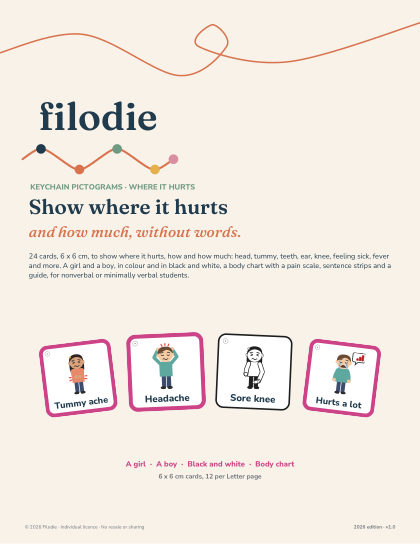 filodie
KEYCHAIN PICTOGRAMS · WHERE IT HURTS
Show where it hurts
and how much, without words.
24 cards, 6 x 6 cm, to show where it hurts, how and how much: head, tummy, teeth, ear, knee, feeling sick, fever
and more. A girl and a boy, in colour and in black and white, a body chart with a pain scale, sentence strips and a
guide, for nonverbal or minimally verbal students.
Tummy ache
Headache
Sore knee
Hurts a lot
A girl · A boy · Black and white · Body chart
6 x 6 cm cards, 12 per Letter page
© 2026 Filodie · Individual licence · No resale or sharing
2026 edition · v1.0